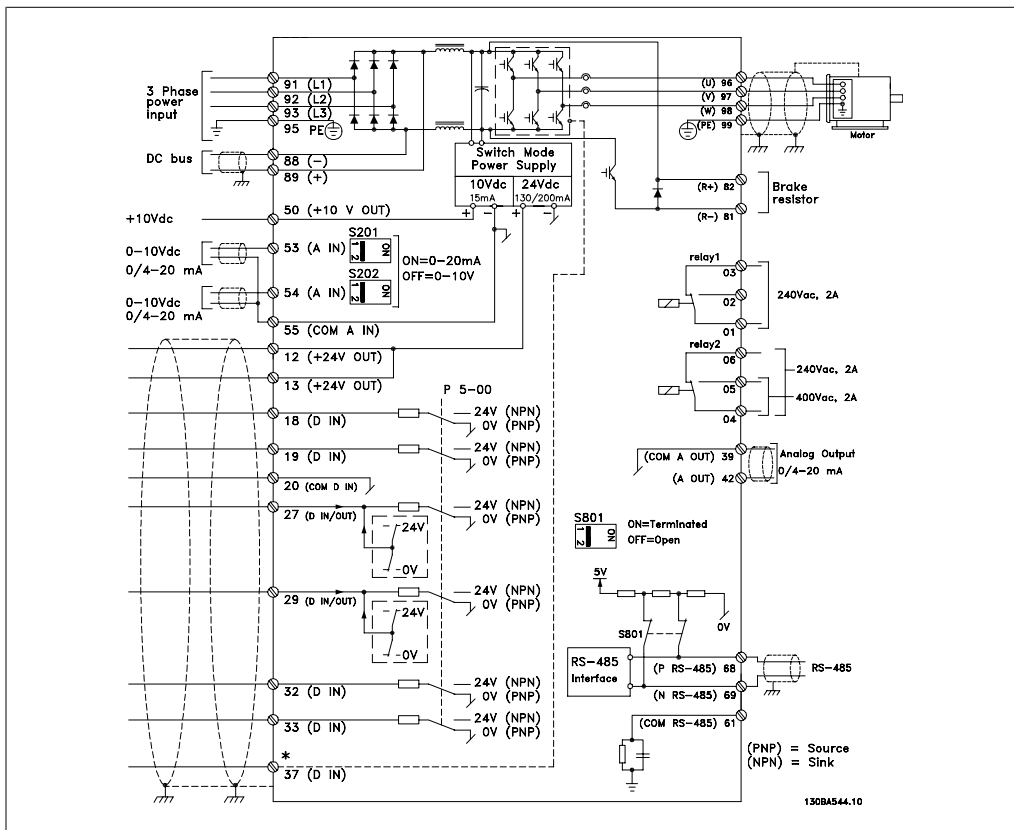 3 Phase
power
input
91 (L1)
92 (L2)
93 (L3)
95 PE
DC bus
88 (-)
89 (+)
+10Vdc
50 (+10 V OUT)
0-10Vdc
0/4-20 mA
53 (A IN)
S201
1 2
ON
ON=0-20mA
OFF=0-10V
0-10Vdc
0/4-20 mA
54 (A IN)
S202
1 2
ON
55 (COM A IN)
12 (+24V OUT)
13 (+24V OUT)
P 5-00
18 (D IN)
24V (NPN)
0V (PNP)
19 (D IN)
24V (NPN)
0V (PNP)
20 (COM D IN)
27 (D IN/OUT)
24V (NPN)
0V (PNP)
24V
0V
29 (D IN/OUT)
24V (NPN)
0V (PNP)
24V
0V
32 (D IN)
24V (NPN)
0V (PNP)
33 (D IN)
24V (NPN)
0V (PNP)
*
37 (D IN)
Switch Mode
Power Supply
10Vdc
15mA
24Vdc
130/200mA
+ - + -
(U) 96
(V) 97
(W) 98
(PE) 99
Motor
(R+) 82
(R-) 81
Brake
resistor
relay1
03
02
01
240Vac, 2A
relay2
06
05
04
240Vac, 2A
400Vac, 2A
(COM A OUT) 39
(A OUT) 42
Analog Output
0/4-20 mA
S801
1 2
ON
ON=Terminated
OFF=Open
5V
0V
S801
RS-485
Interface
(P RS-485) 68
(N RS-485) 69
(COM RS-485) 61
RS-485
(PNP) = Source
(NPN) = Sink
130BA544.10